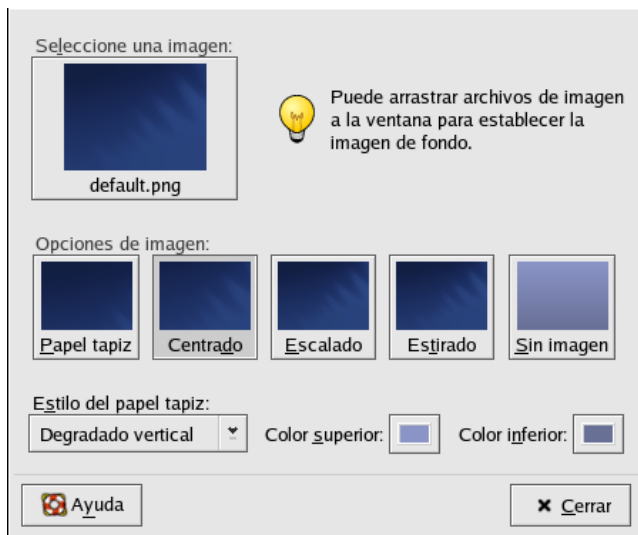 Seleccione una imagen:
default.png
Puede arrastrar archivos de imagen
a la ventana para establecer la
imagen de fondo.
Opciones de imagen:
Papel tapiz
Centrado
Escalado
Estirado
Sin imagen
Estilo del papel tapiz:
Degradado vertical
Color superior:
Color inferior:
Ayuda
Cerrar